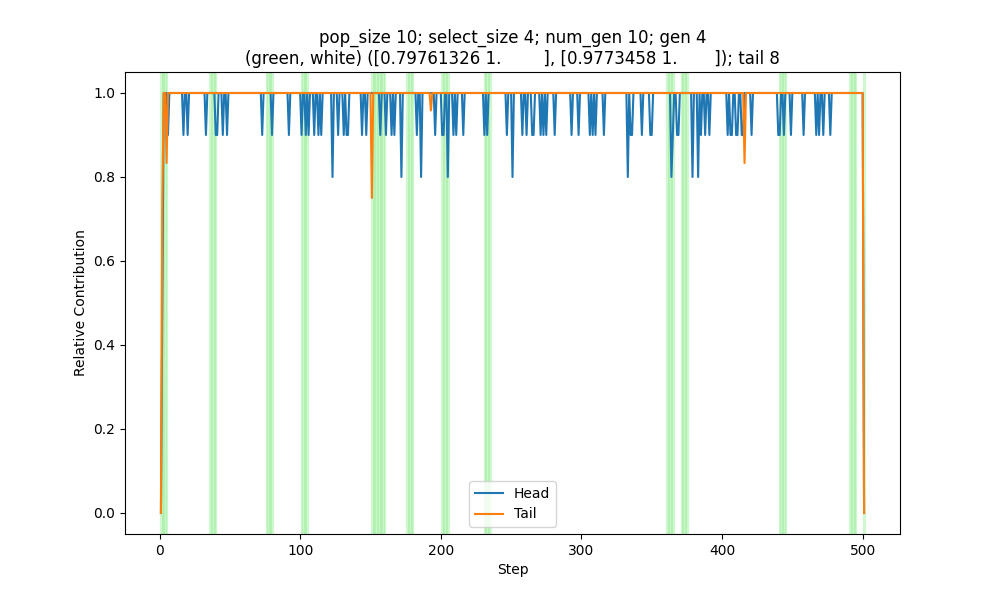 pop_size 10; select_size 4; num_gen 10; gen 4
(green, white) ([0.79761326 1.        ], [0.9773458 1.       ]); tail 8
1.0
0.8
0.6
0.4
0.2
0.0
Relative Contribution
Head
Tail
0 100 200 300 400 500
Step